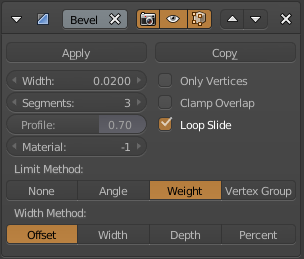 Bevel
Apply Copy
Width: 0.0200 Only Vertices
Segments: 3 Clamp Overlap
Profile: 0.70 Loop Slide
Material: -1
Limit Method:
None Angle Weight Vertex Group
Width Method:
Offset Width Depth Percent